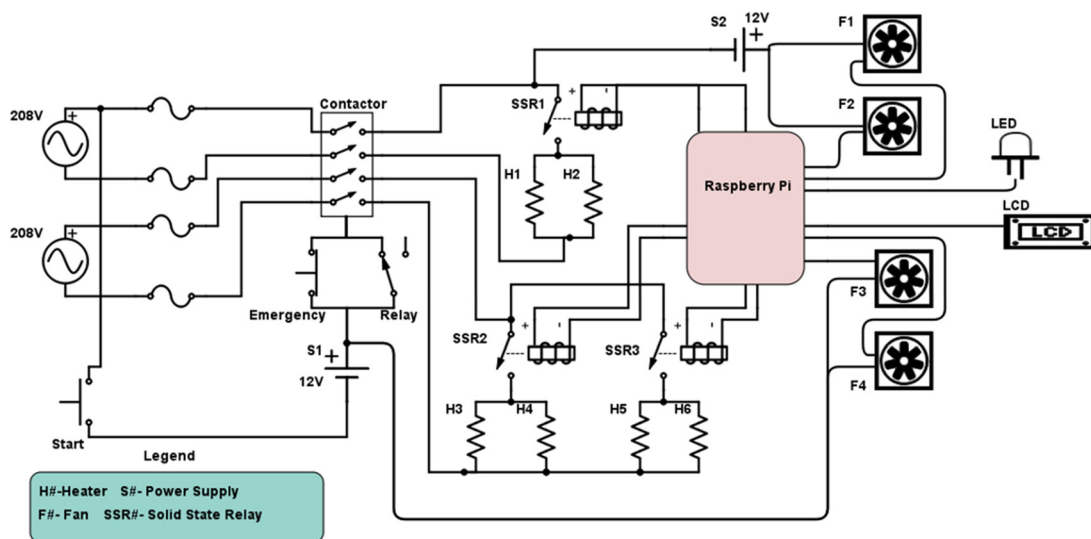 S2
12V
+
F1
208V
+
Contactor
SSR1
+
-
F2
LED
H1
H2
Raspberry Pi
LCD
LCD
208V
+
Emergency
Relay
F3
S1
+
12V
SSR2
+
-
SSR3
+
-
F4
H3
H4
H5
H6
Start
Legend
H#-Heater S#- Power Supply
F#- Fan SSR#- Solid State Relay